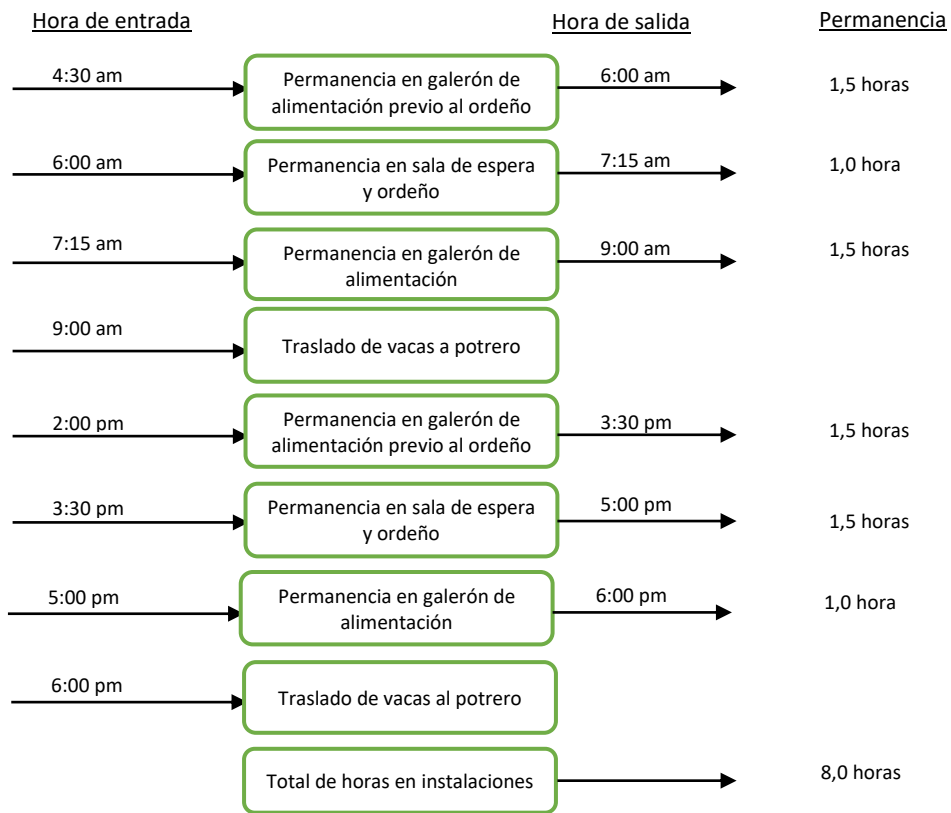 Hora de entrada
Hora de salida
Permanencia
4:30 am
Permanencia en galerón de
alimentación previo al ordeño
6:00 am
1,5 horas
6:00 am
Permanencia en sala de espera
y ordeño
7:15 am
1,0 hora
7:15 am
Permanencia en galerón de
alimentación
9:00 am
1,5 horas
9:00 am
Traslado de vacas a potrero
2:00 pm
Permanencia en galerón de
alimentación previo al ordeño
3:30 pm
1,5 horas
3:30 pm
Permanencia en sala de espera
y ordeño
5:00 pm
1,5 horas
5:00 pm
Permanencia en galerón de
alimentación
6:00 pm
1,0 hora
6:00 pm
Traslado de vacas al potrero
Total de horas en instalaciones
8,0 horas